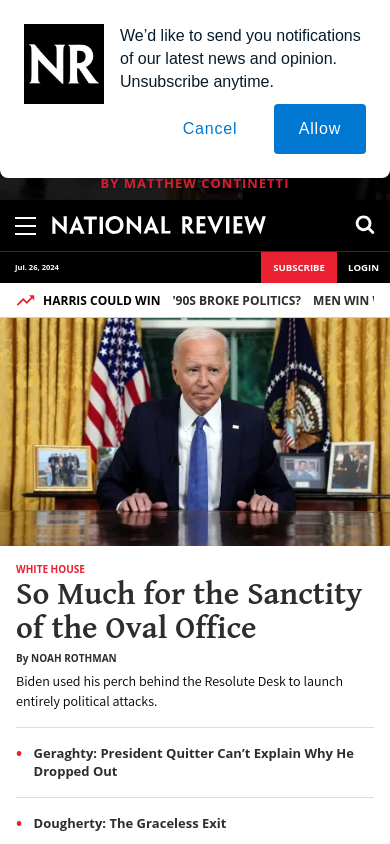 NR
We’d like to send you notifications
of our latest news and opinion.
Unsubscribe anytime.
Cancel
Allow
BY MATTHEW CONTINETTI
NATIONAL REVIEW
Jul. 26, 2024
SUBSCRIBE
LOGIN
HARRIS COULD WIN '90S BROKE POLITICS? MEN WIN
WHITE HOUSE
So Much for the Sanctity
of the Oval Office
By NOAH ROTHMAN
Biden used his perch behind the Resolute Desk to launch
entirely political attacks.
• Geraghty: President Quitter Can’t Explain Why He
Dropped Out
• Dougherty: The Graceless Exit